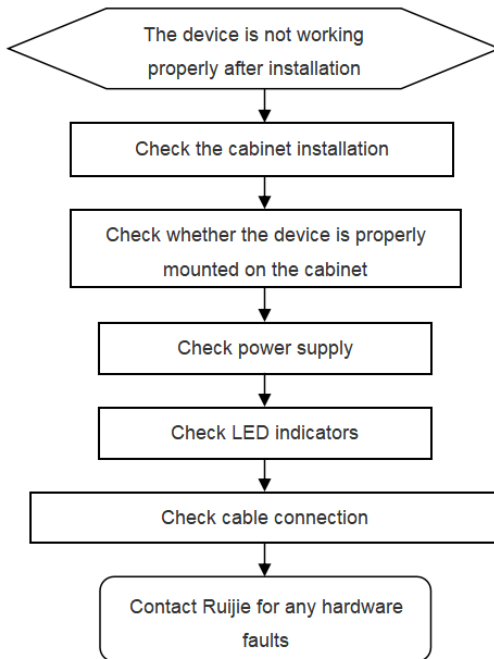 The device is not working
properly after installation
Check the cabinet installation
Check whether the device is properly
mounted on the cabinet
Check power supply
Check LED indicators
Check cable connection
Contact Ruijie for any hardware
faults